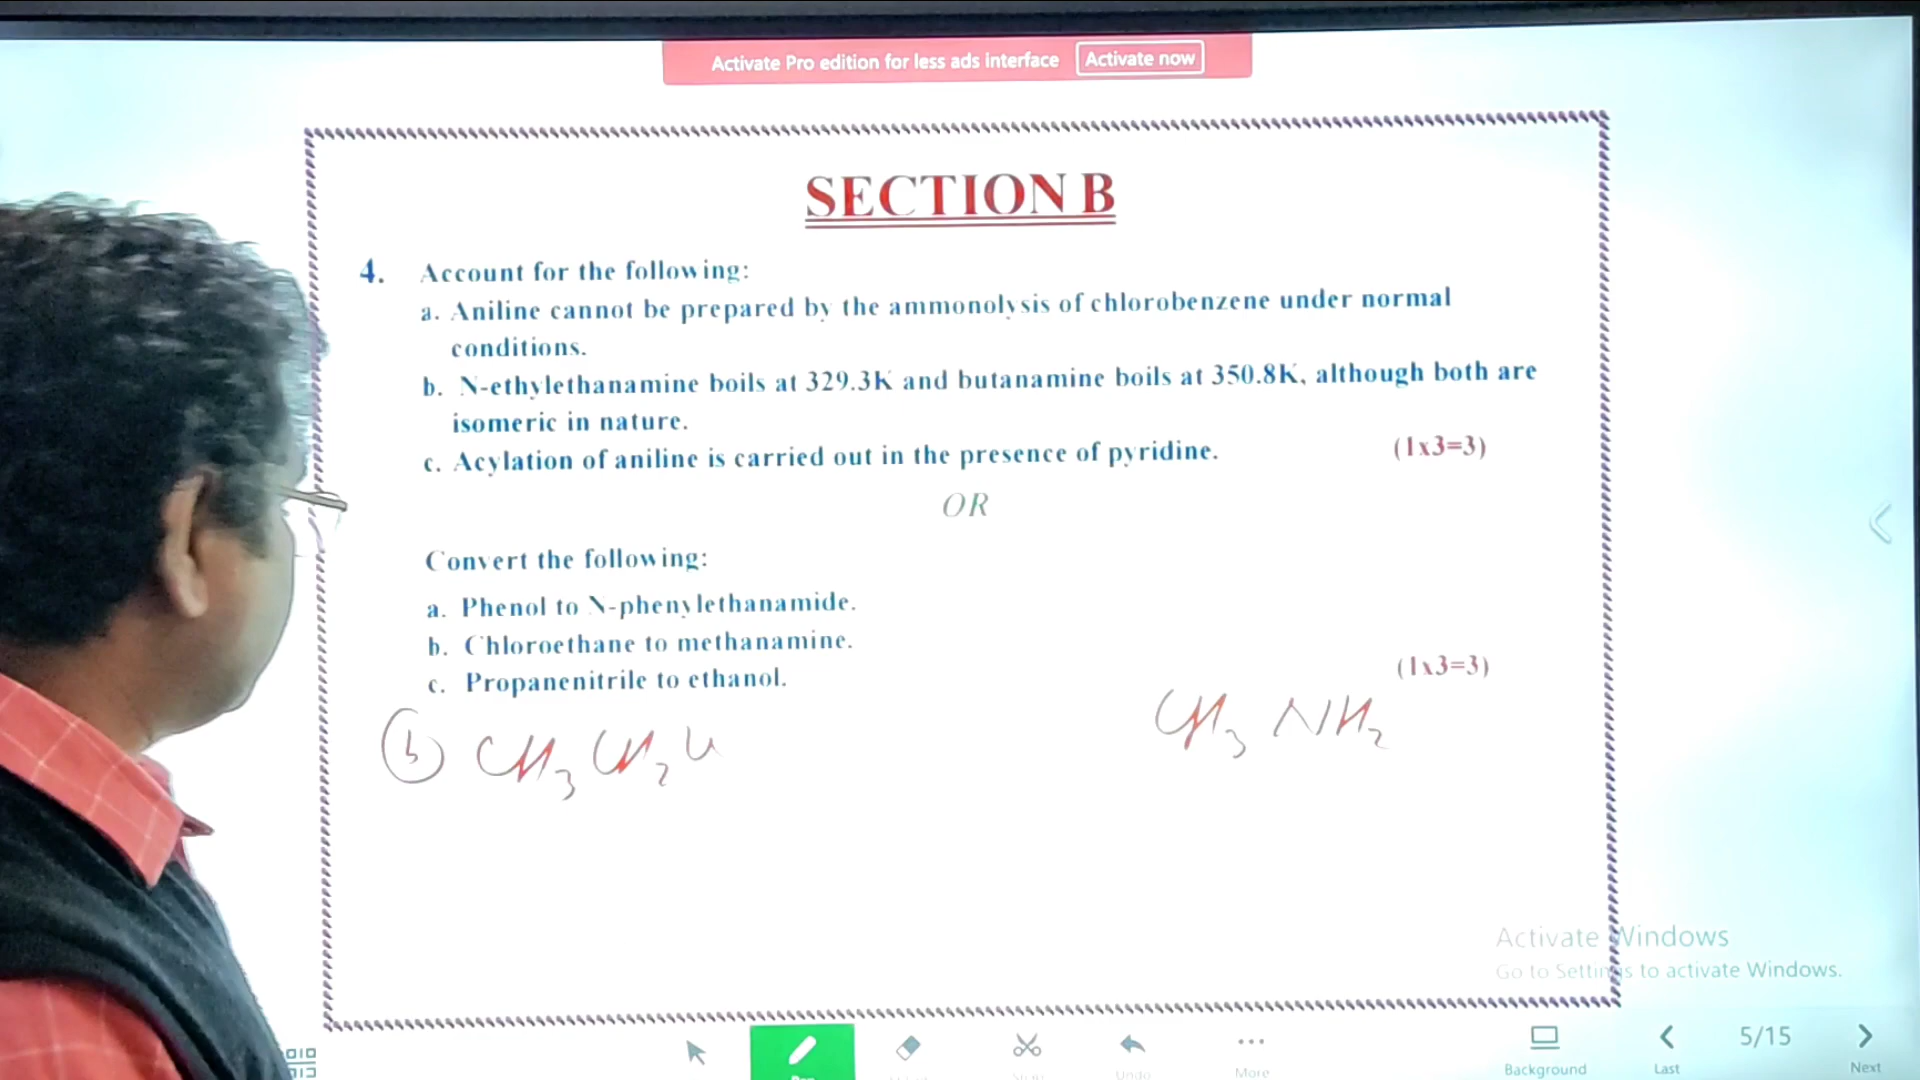 Activate Pro edition for less ads interface Activate now
SECTION B
4. Account for the following:
a. Aniline cannot be prepared by the ammonolysis of chlorobenzene under normal
conditions.
b. N-ethylethanamine boils at 329.3K and butanamine boils at 350.8K, although both are
isomeric in nature.
c. Acylation of aniline is carried out in the presence of pyridine. (1x3=3)
OR
Convert the following:
a. Phenol to N-phenylethanamide.
b. Chloroethane to methanamine.
c. Propanenitrile to ethanol. (1x3=3)
(b) CH3 CH2 Cl CH3 NH2
Activate Windows
Go to Settings to activate Windows.
5/15
Undo More Background Last Next